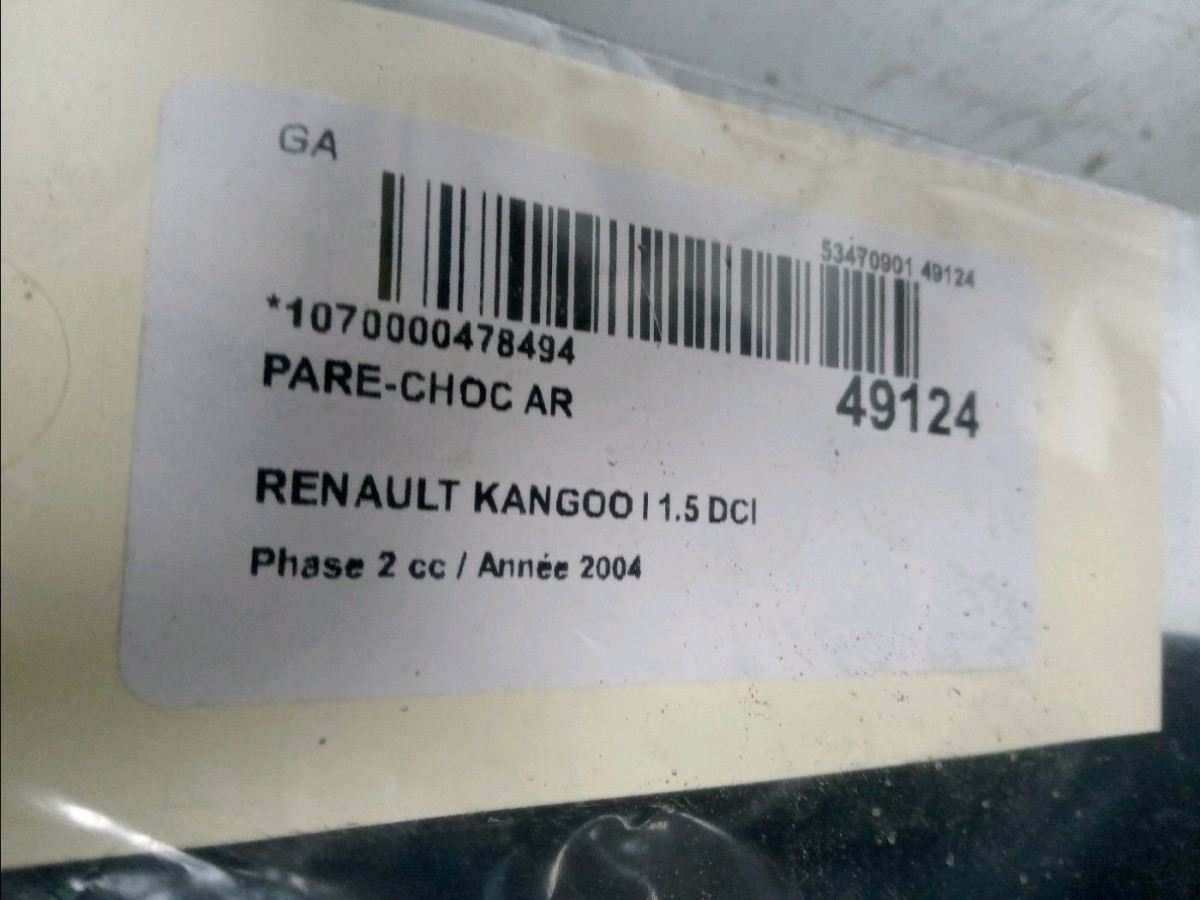 GA
53470901 49124
*1070000478494
PARE-CHOC AR
49124
RENAULT KANGOO I 1.5 DCI
Phase 2 cc / Année 2004